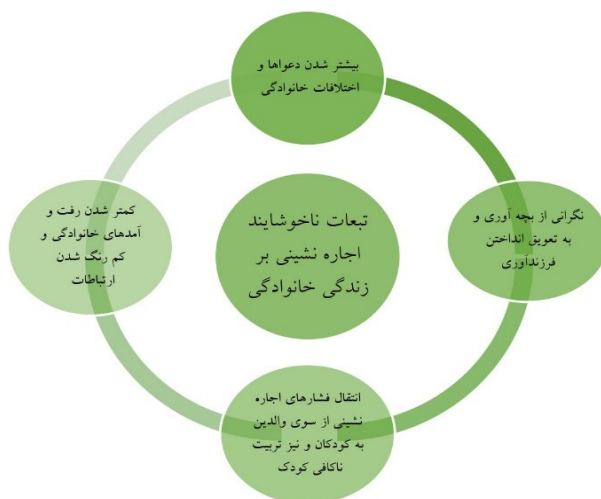 بیشتر شدن دعواها و
اختلافات خانوادگی
نگرانی از بچه آوری و
به تعویق انداختن
فرزندآوری
انتقال فشارهای اجاره
نشینی از سوی والدین
به کودکان و نیز تربیت
ناکافی کودک
کمتر شدن رفت و
آمدهای خانوادگی و
کم رنگ شدن
ارتباطات
تبعات ناخوشایند
اجاره نشینی بر
زندگی خانوادگی